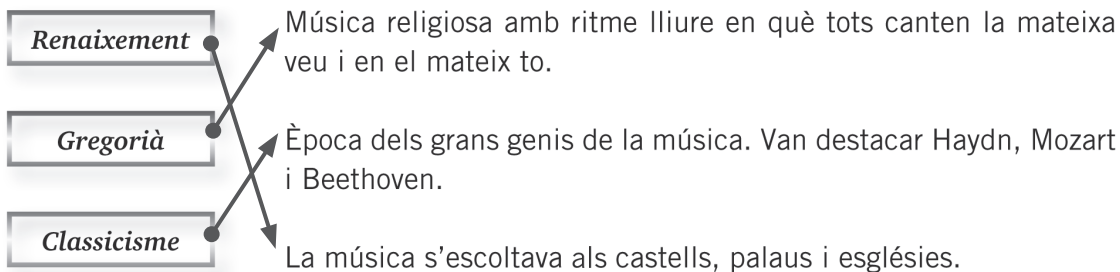 Renaixement
Música religiosa amb ritme lliure en què tots canten la mateixa
veu i en el mateix to.
Gregorià
Època dels grans genis de la música. Van destacar Haydn, Mozart
i Beethoven.
Classicisme
La música s’escoltava als castells, palaus i esglésies.